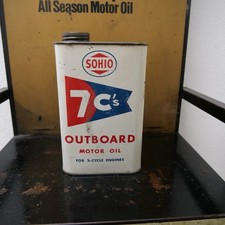 All Season Motor Oil
SOHIO
7C's
OUTBOARD
MOTOR OIL
FOR 2-CYCLE ENGINES